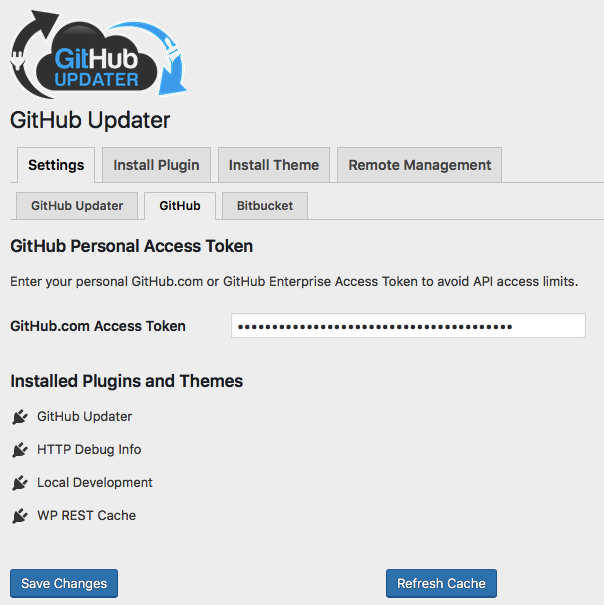 GitHub
UPDATER
GitHub Updater
Settings Install Plugin Install Theme Remote Management
GitHub Updater GitHub Bitbucket
GitHub Personal Access Token
Enter your personal GitHub.com or GitHub Enterprise Access Token to avoid API access limits.
GitHub.com Access Token ••••••••••••••••••••••••••••••••••••••••
Installed Plugins and Themes
GitHub Updater
HTTP Debug Info
Local Development
WP REST Cache
Save Changes Refresh Cache